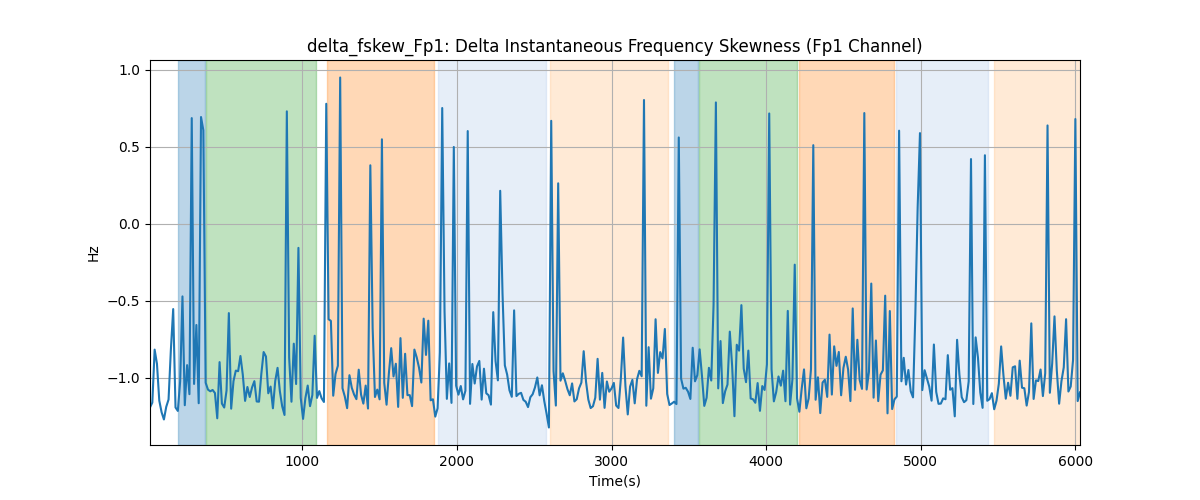 delta_fskew_Fp1: Delta Instantaneous Frequency Skewness (Fp1 Channel)
1.0
0.5
0.0
−0.5
−1.0
Hz
1000 2000 3000 4000 5000 6000
Time(s)